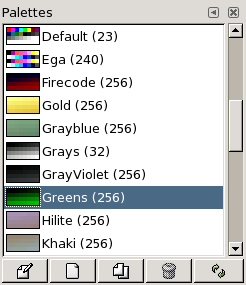 Palettes
Default (23)
Ega (240)
Firecode (256)
Gold (256)
Grayblue (256)
Grays (32)
GrayViolet (256)
Greens (256)
Hilite (256)
Khaki (256)